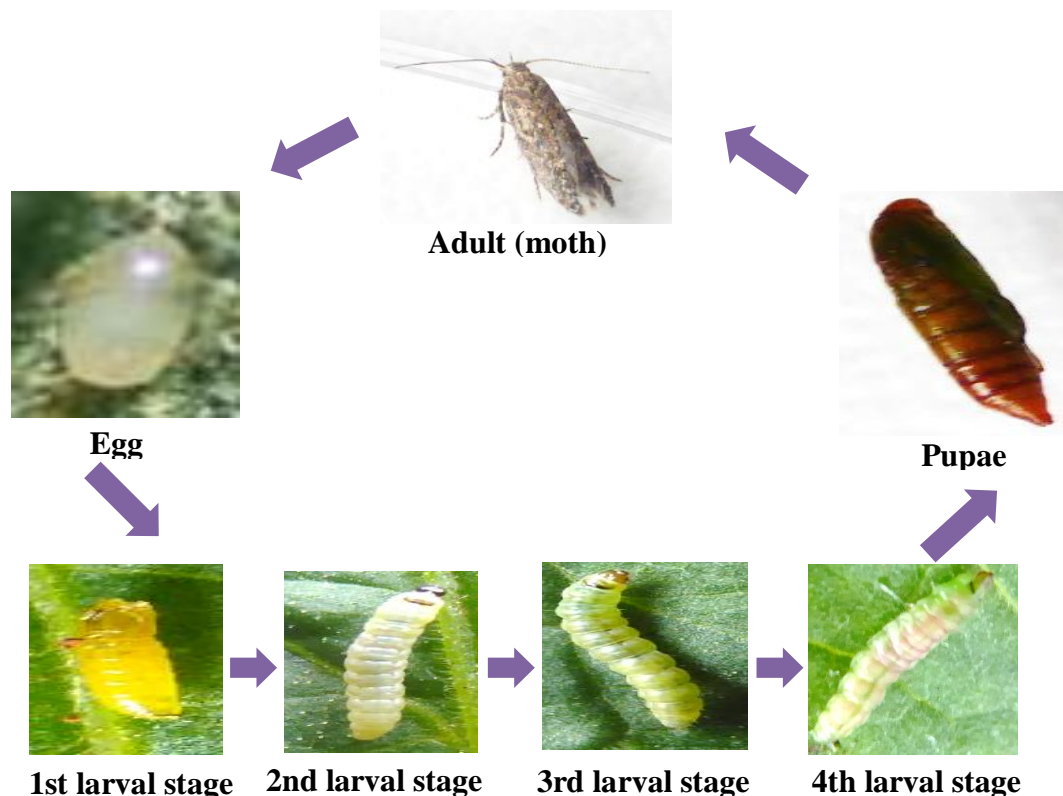 Adult (moth)
Egg
Pupae
1st larval stage
2nd larval stage
3rd larval stage
4th larval stage